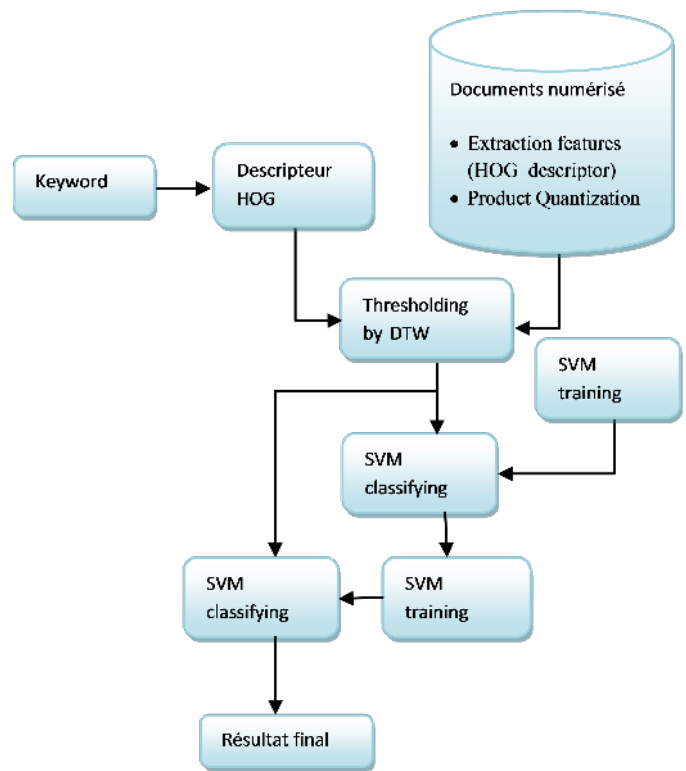 Documents numérisé
• Extraction features
(HOG descriptor)
• Product Quantization
Keyword
Descripteur
HOG
Thresholding
by DTW
SVM
training
SVM
classifying
SVM
classifying
SVM
training
Résultat final